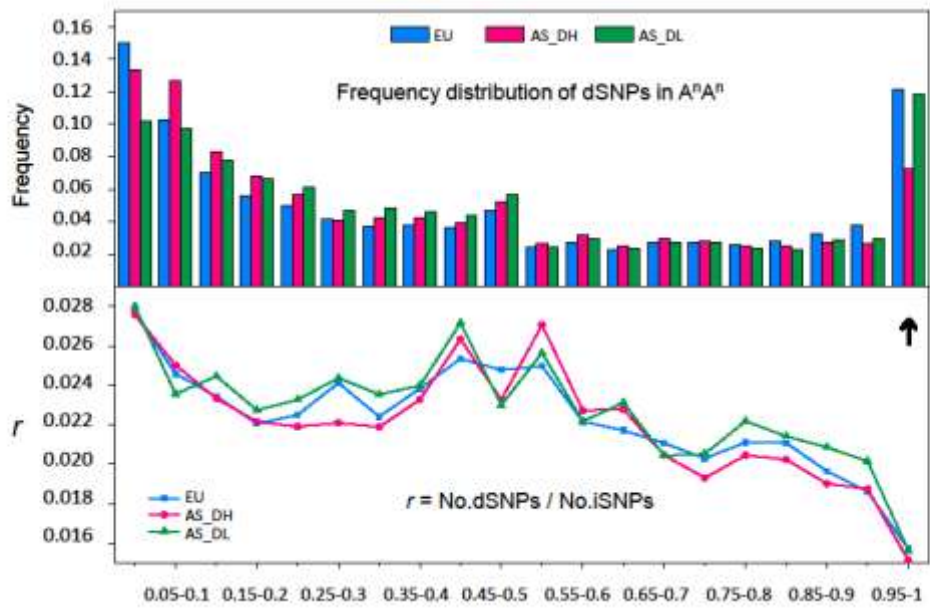 0.16
EU AS_DH AS_DL
0.14
Frequency distribution of dSNPs in AⁿAⁿ
0.12
0.10
0.08
0.06
0.04
0.02
Frequency
0.028
0.026
0.024
0.022
0.020
0.018
0.016
r
EU
AS_DH
AS_DL
r = No.dSNPs / No.iSNPs
0.05-0.1 0.15-0.2 0.25-0.3 0.35-0.4 0.45-0.5 0.55-0.6 0.65-0.7 0.75-0.8 0.85-0.9 0.95-1